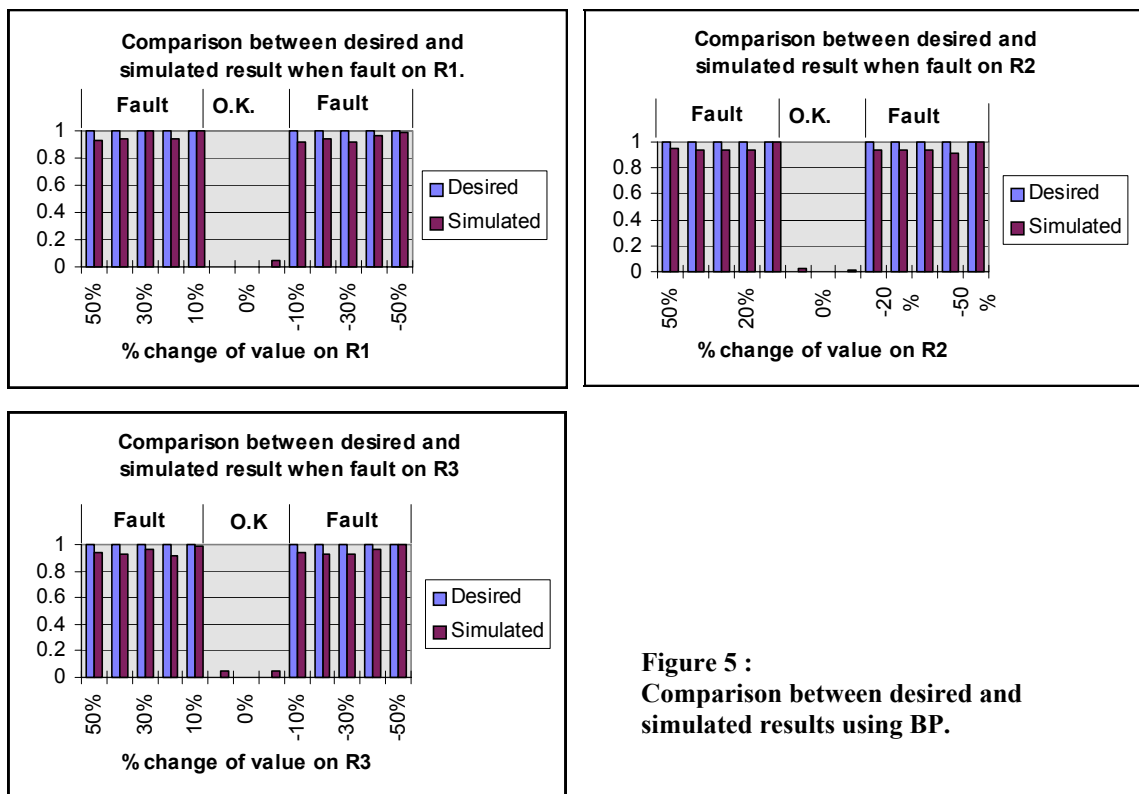 Comparison between desired and
simulated result when fault on R1.
Fault O.K. Fault
1
0.8
0.6
0.4
0.2
0
50% 30% 10% 0% -10% -30% -50%
% change of value on R1
Desired
Simulated
Comparison between desired and
simulated result when fault on R2
Fault O.K. Fault
1
0.8
0.6
0.4
0.2
0
50% 20% 0% -20 % -50 %
% change of value on R2
Desired
Simulated
Comparison between desired and
simulated result when fault on R3
Fault O.K Fault
1
0.8
0.6
0.4
0.2
0
50% 30% 10% 0% -10% -30% -50%
% change of value on R3
Desired
Simulated
Figure 5 :
Comparison between desired and
simulated results using BP.